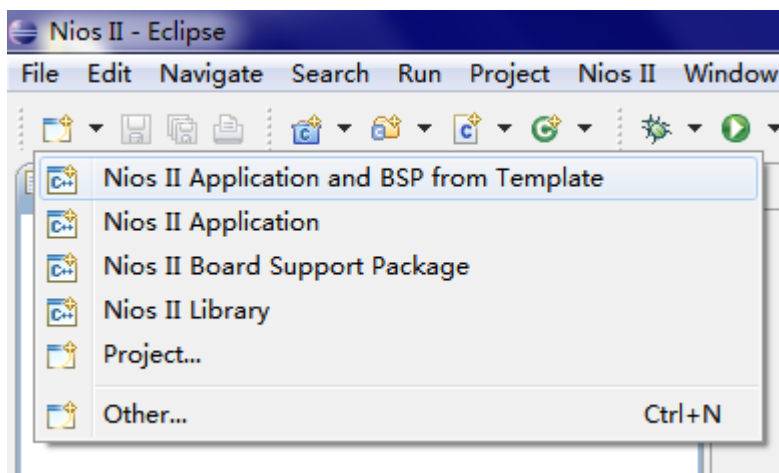 Nios II - Eclipse
File Edit Navigate Search Run Project Nios II Window
Nios II Application and BSP from Template
Nios II Application
Nios II Board Support Package
Nios II Library
Project...
Other... Ctrl+N